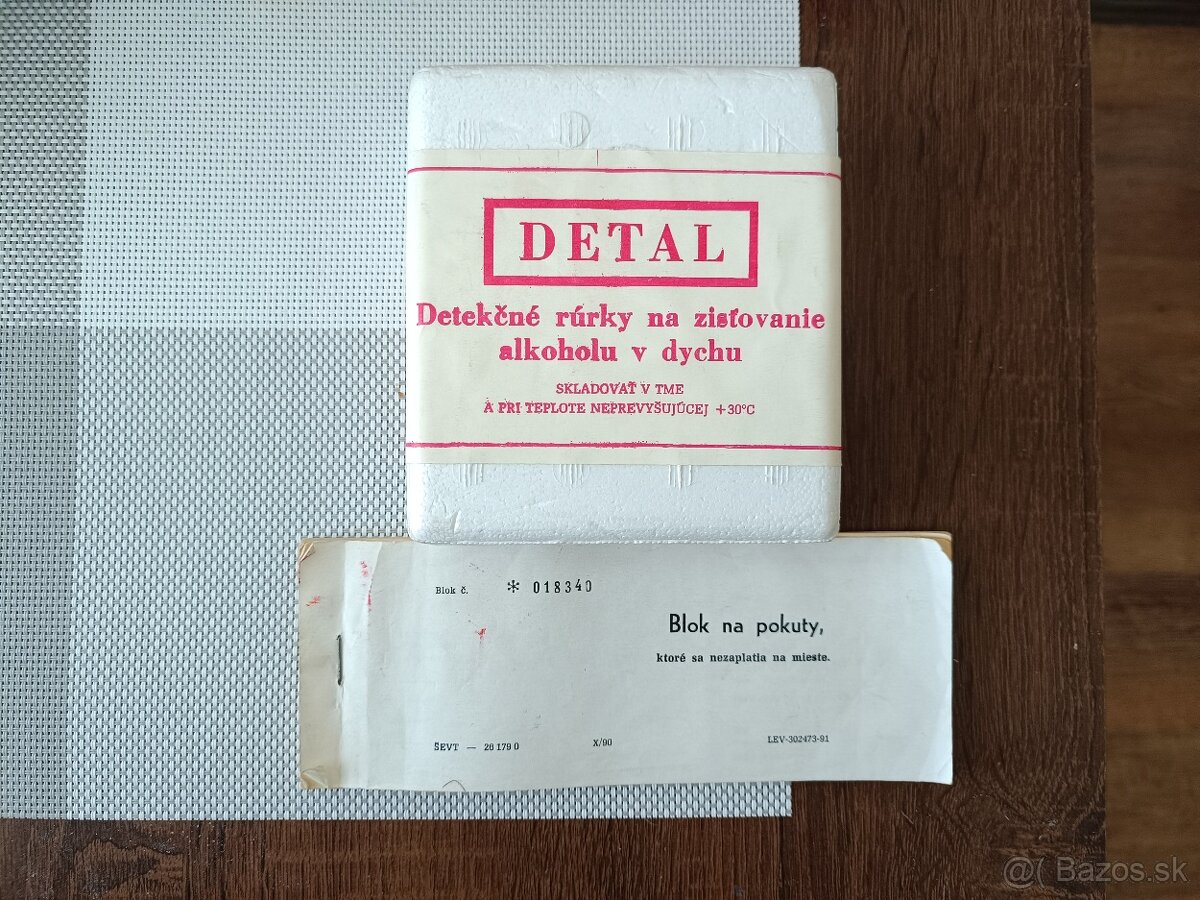 DETAL
Detekčné rúrky na zisťovanie
alkoholu v dychu
SKLADOVAŤ V TME
A PRI TEPLOTE NEPREVYŠUJÚCEJ +30°C
Blok č. * 018340
Blok na pokuty,
ktoré sa nezaplatia na mieste.
ŠEVT — 26 179 0 X/90 LEV-302473-91
@( Bazos.sk